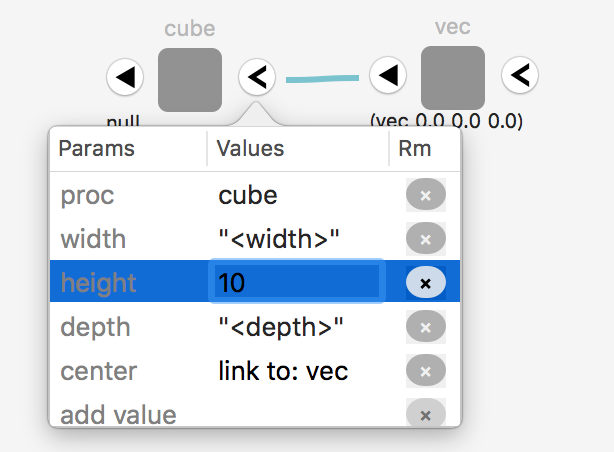 cube
vec
null
(vec 0.0 0.0 0.0)
Params Values Rm
proc cube
width "<width>"
height 10
depth "<depth>"
center link to: vec
add value